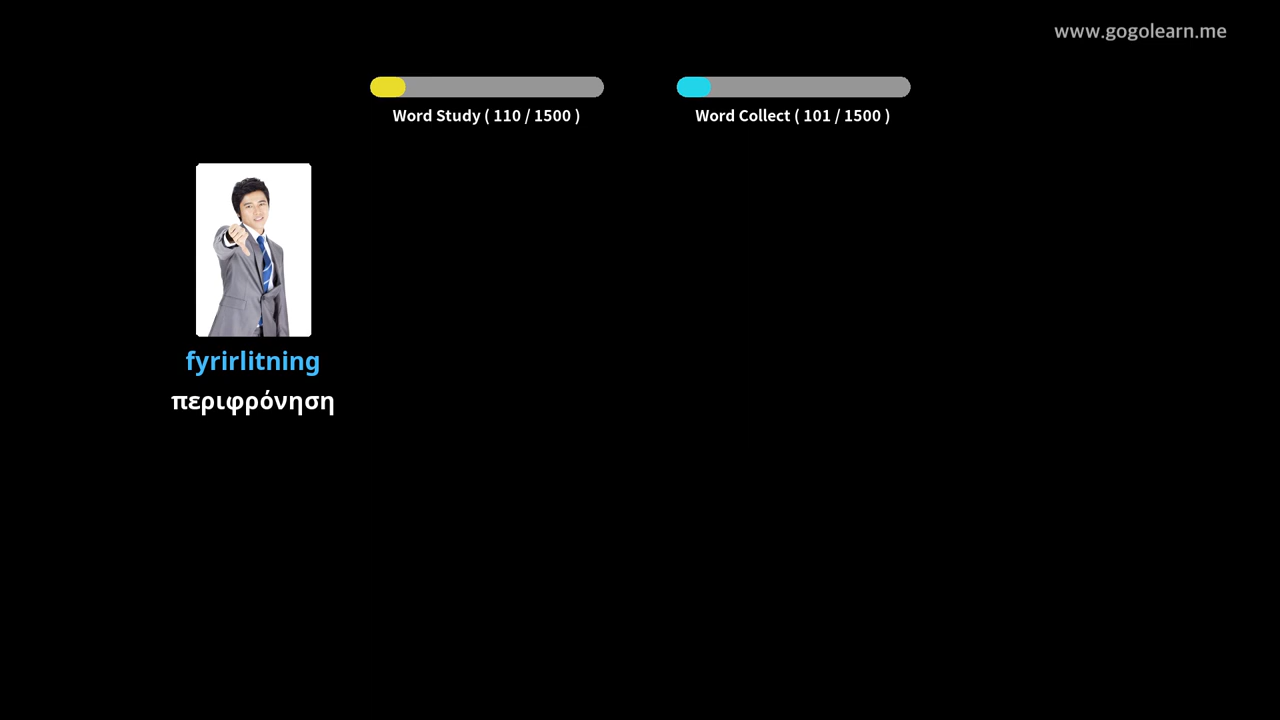 www.gogolearn.me
Word Study ( 110 / 1500 )
Word Collect ( 101 / 1500 )
fyrirlitning
περιφρόνηση